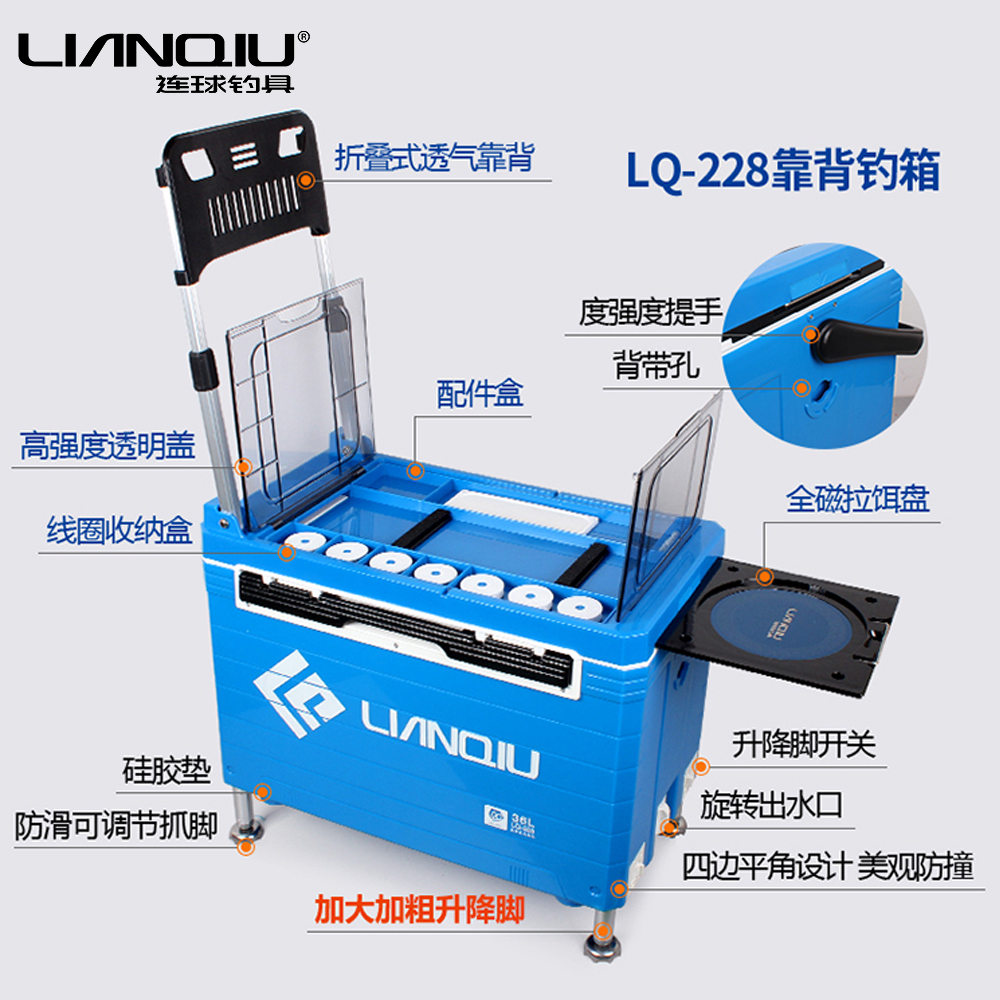 LIANQIU®
连球钓具
折叠式透气靠背
LQ-228靠背钓箱
度强度提手
背带孔
配件盒
高强度透明盖
全磁拉饵盘
线圈收纳盒
LIANQIU
LIANQIU
升降脚开关
硅胶垫
旋转出水口
防滑可调节抓脚
36L
四边平角设计 美观防撞
加大加粗升降脚